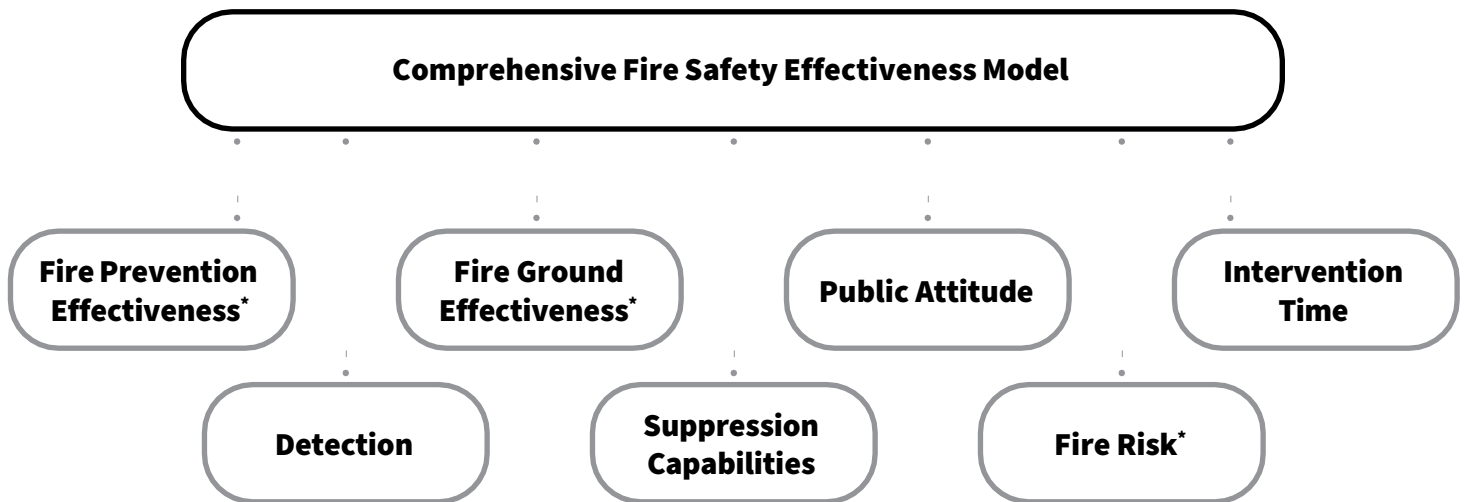 Comprehensive Fire Safety Effectiveness Model
Fire Prevention
Effectiveness*
Fire Ground
Effectiveness*
Public Attitude
Intervention
Time
Detection
Suppression
Capabilities
Fire Risk*